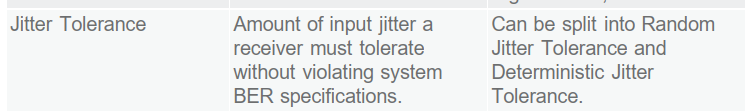 Jitter Tolerance
Amount of input jitter a
receiver must tolerate
without violating system
BER specifications.
Can be split into Random
Jitter Tolerance and
Deterministic Jitter
Tolerance.